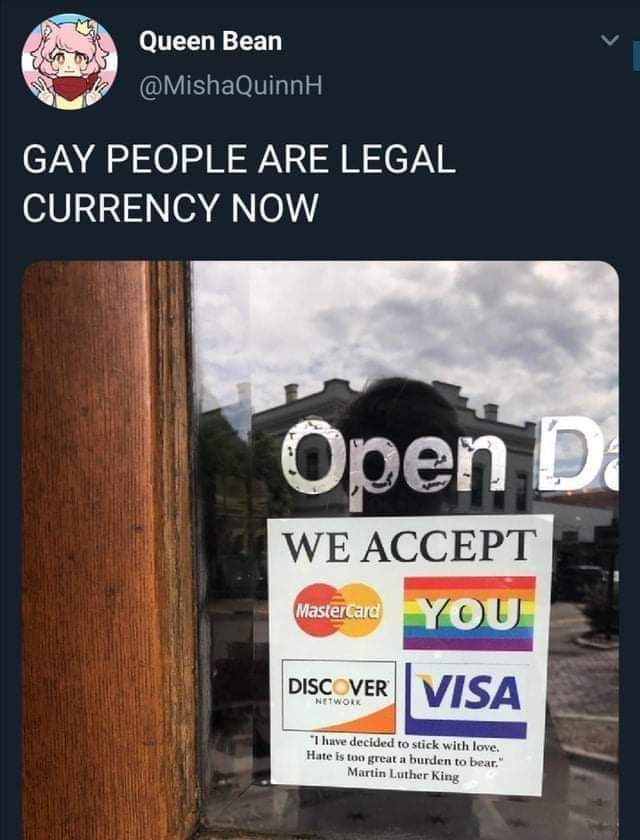 Queen Bean
@MishaQuinnH
GAY PEOPLE ARE LEGAL
CURRENCY NOW
Open Da
WE ACCEPT
MasterCard
YOU
DISCOVER
NETWORK
VISA
"I have decided to stick with love.
Hate is too great a burden to bear."
Martin Luther King